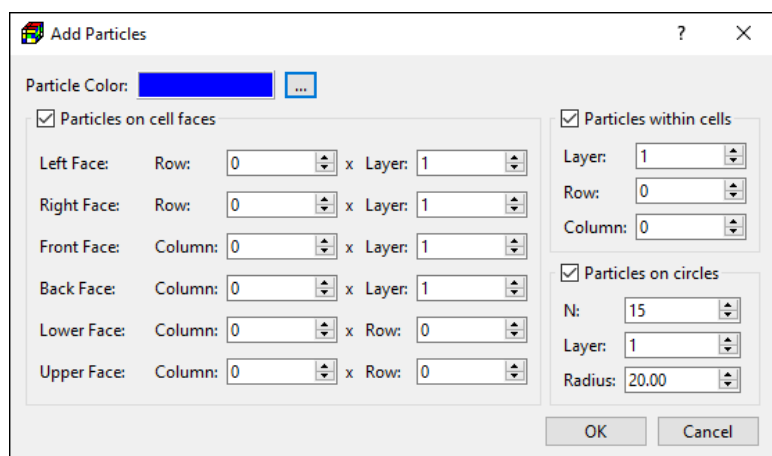 Add Particles ?
Particle Color: ...
Particles on cell faces
Left Face: Row: 0 x Layer: 1
Right Face: Row: 0 x Layer: 1
Front Face: Column: 0 x Layer: 1
Back Face: Column: 0 x Layer: 1
Lower Face: Column: 0 x Row: 0
Upper Face: Column: 0 x Row: 0
Particles within cells
Layer: 1
Row: 0
Column: 0
Particles on circles
N: 15
Layer: 1
Radius: 20.00
OK Cancel